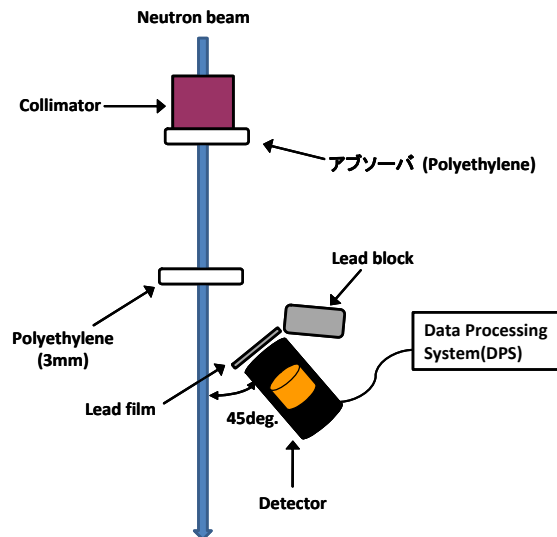 Neutron beam
Collimator
アブソーバ (Polyethylene)
Lead block
Polyethylene
(3mm)
Data Processing
System(DPS)
Lead film
45deg.
Detector